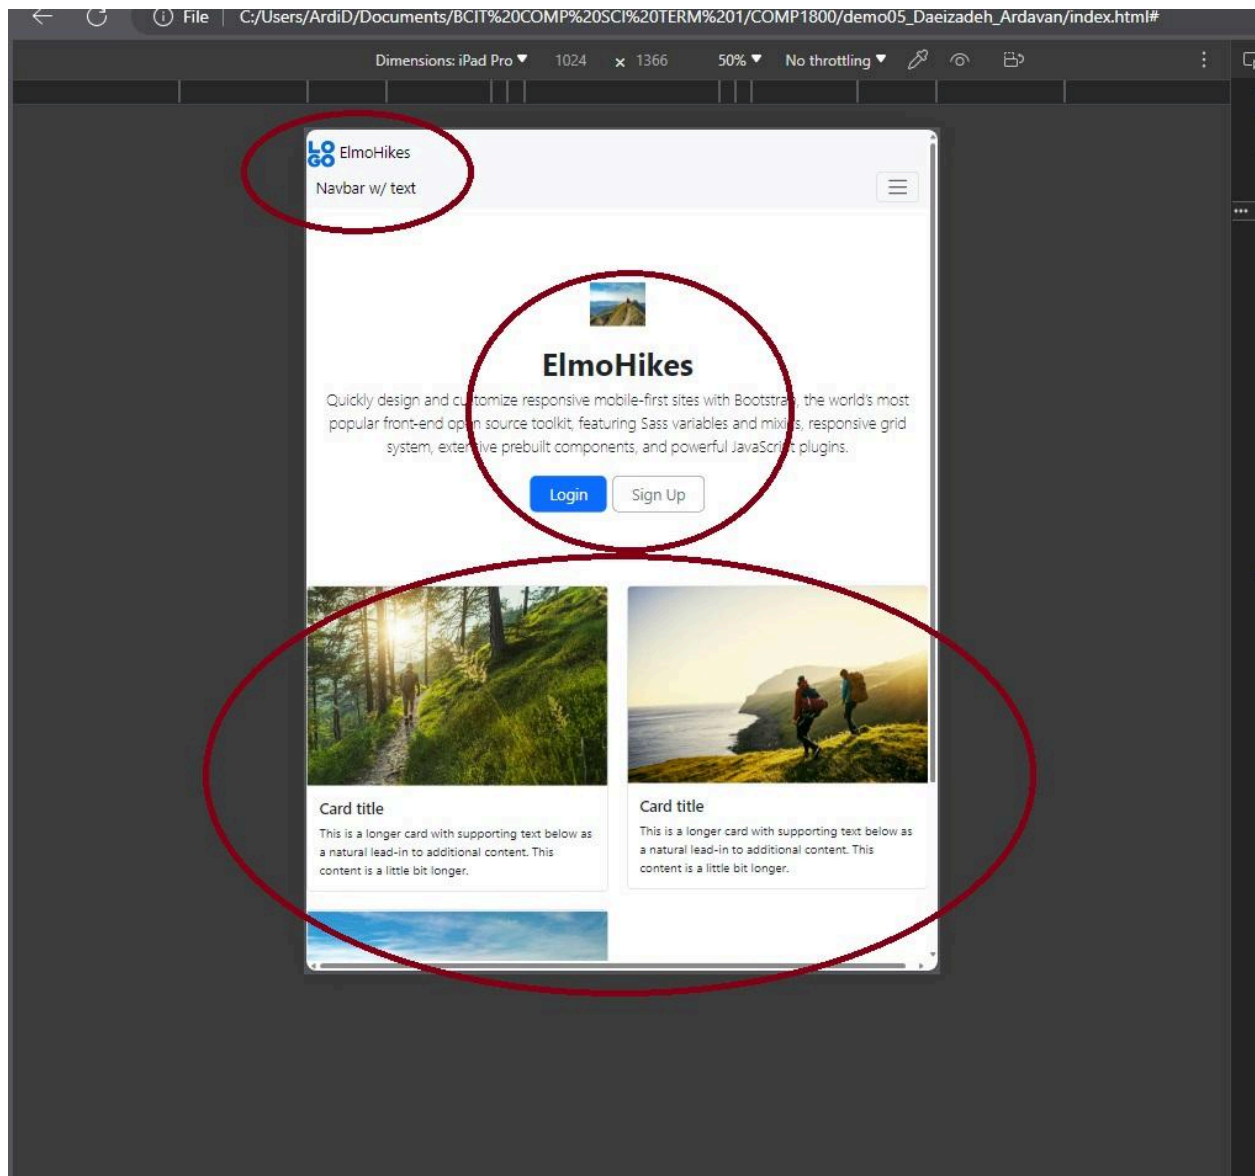 File C:/Users/ArdiD/Documents/BCIT%20COMP%20SCI%20TERM%201/COMP1800/demo05_Daeizadeh_Ardavan/index.html#
Dimensions: iPad Pro ▼ 1024 × 1366 50% ▼ No throttling ▼
LOGO ElmoHikes
Navbar w/ text
ElmoHikes
Quickly design and customize responsive mobile-first sites with Bootstrap, the world's most
popular front-end open source toolkit, featuring Sass variables and mixins, responsive grid
system, extensive prebuilt components, and powerful JavaScript plugins.
Login Sign Up
Card title
This is a longer card with supporting text below as
a natural lead-in to additional content. This
content is a little bit longer.
Card title
This is a longer card with supporting text below as
a natural lead-in to additional content. This
content is a little bit longer.